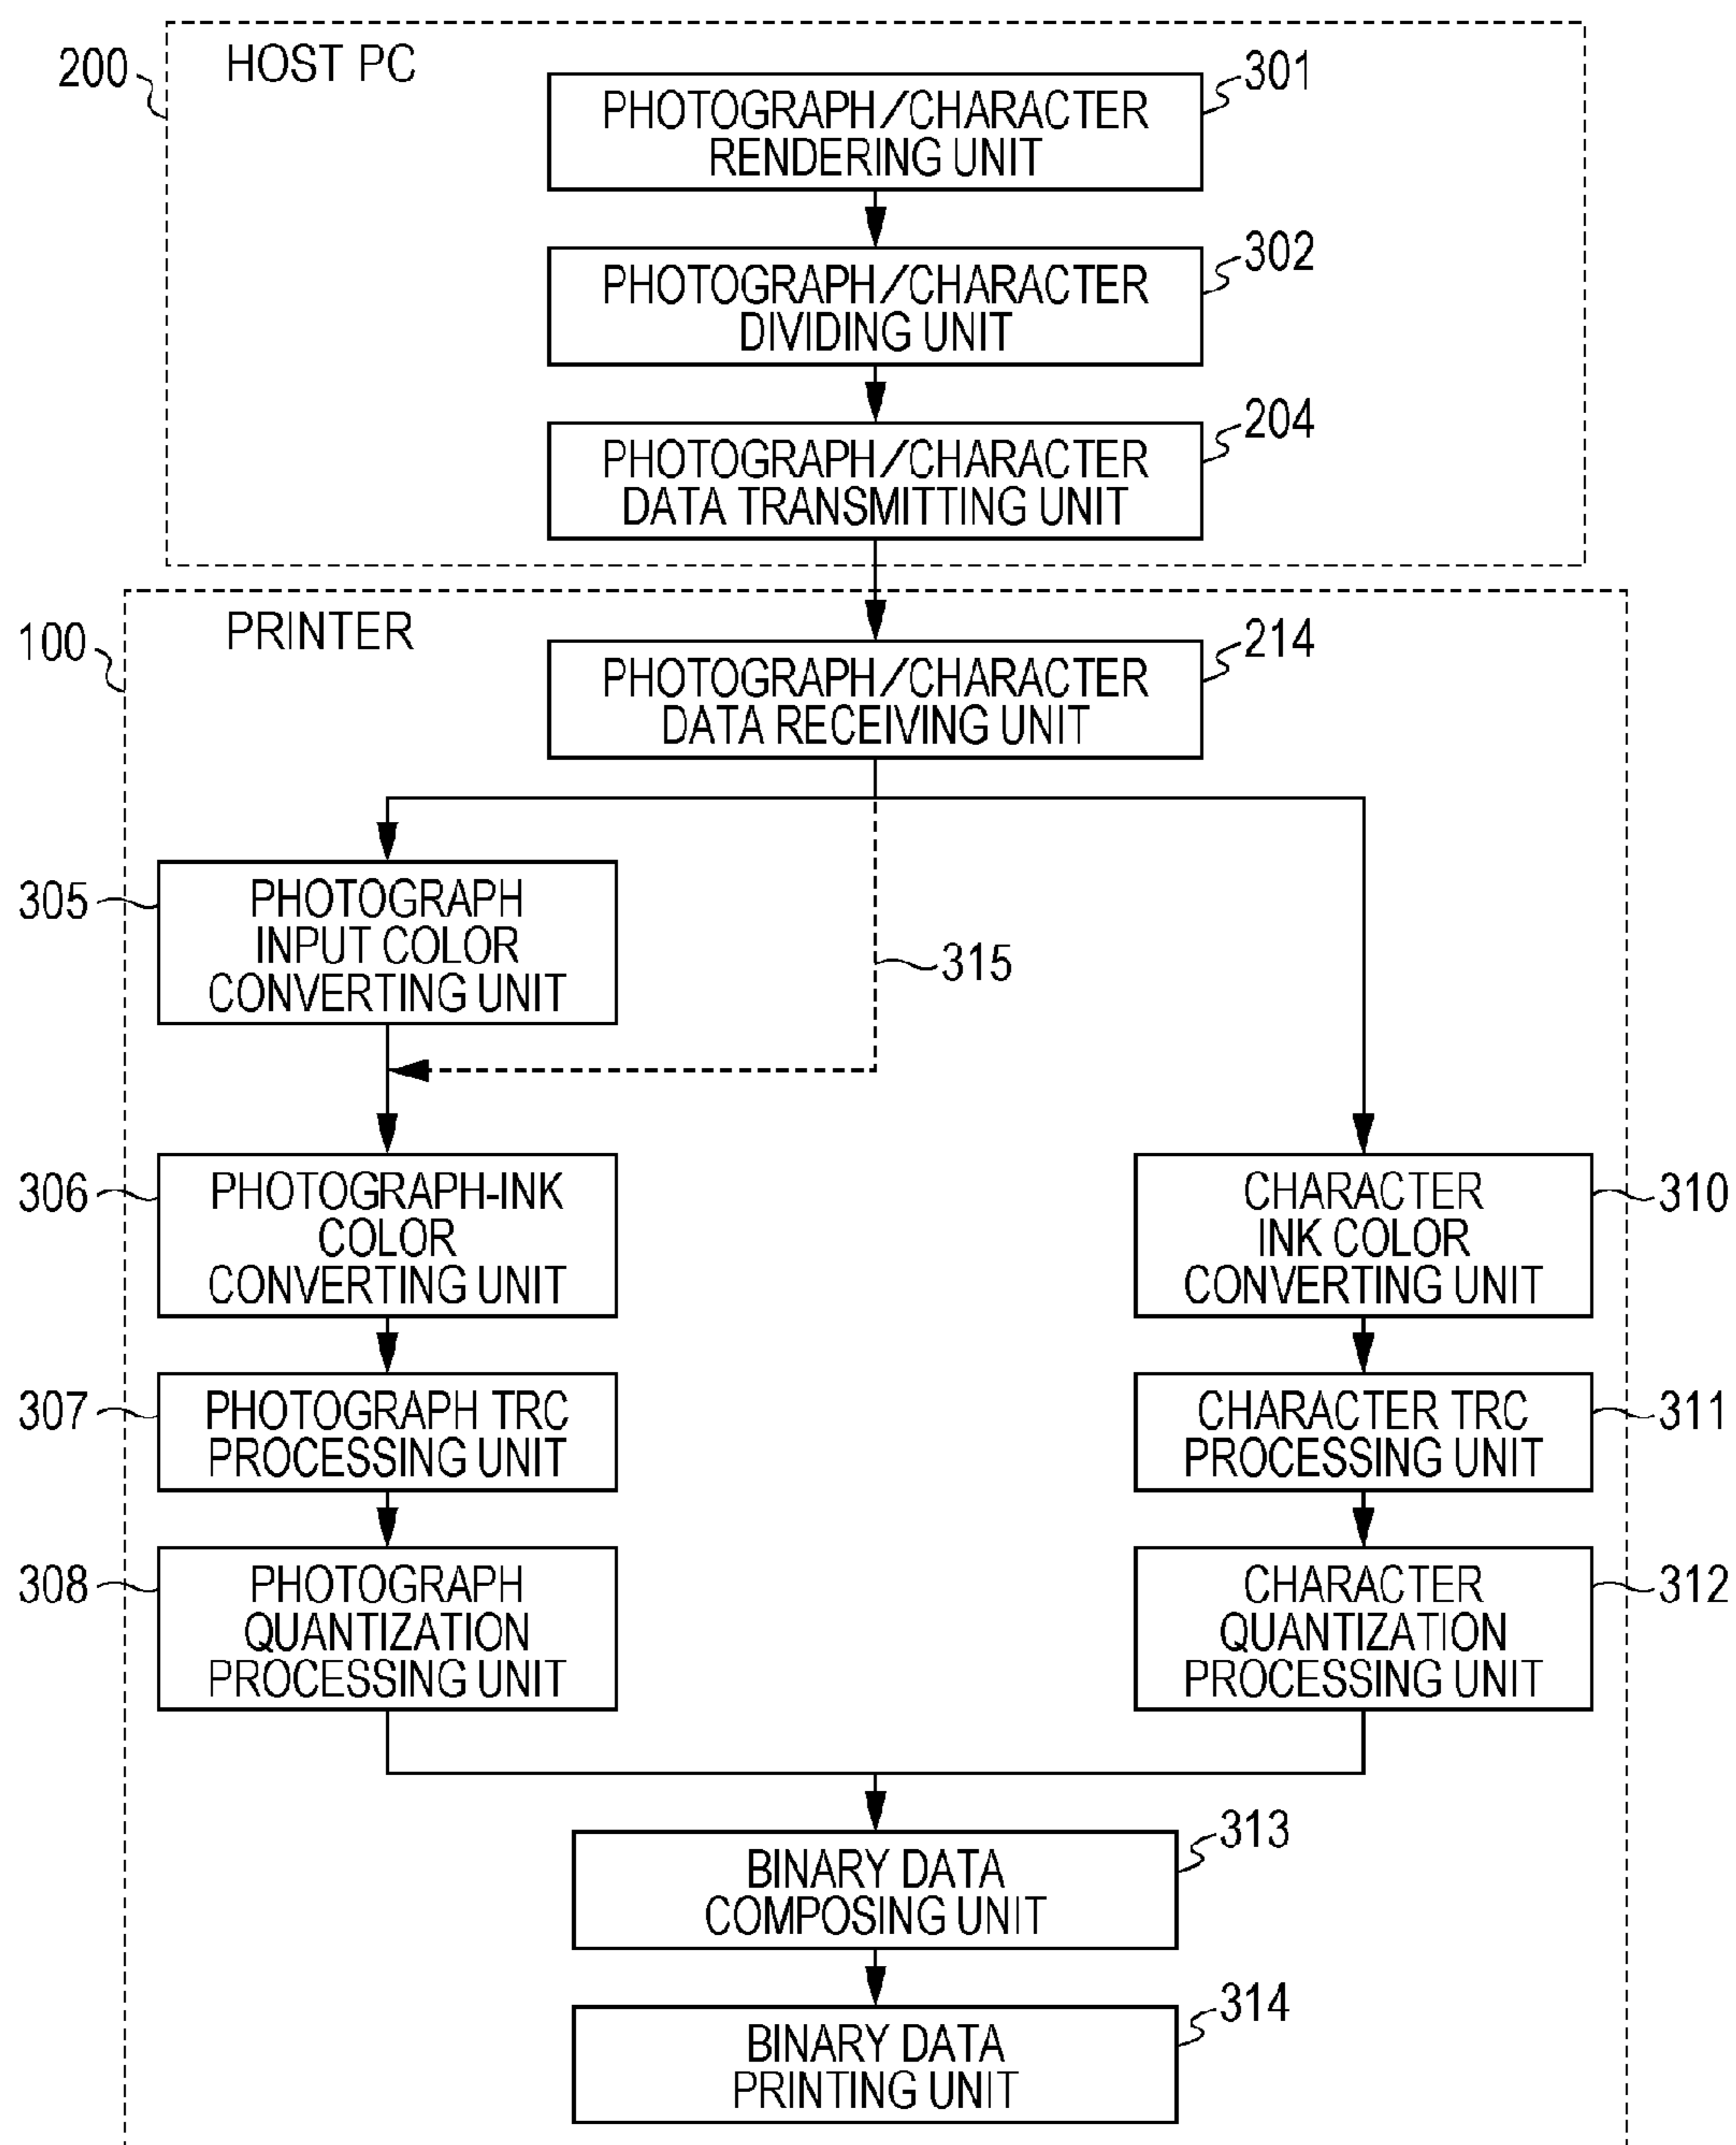 200
HOST PC
301
PHOTOGRAPH/CHARACTER
RENDERING UNIT
302
PHOTOGRAPH/CHARACTER
DIVIDING UNIT
204
PHOTOGRAPH/CHARACTER
DATA TRANSMITTING UNIT
100
PRINTER
214
PHOTOGRAPH/CHARACTER
DATA RECEIVING UNIT
305
PHOTOGRAPH
INPUT COLOR
CONVERTING UNIT
315
306
PHOTOGRAPH-INK
COLOR
CONVERTING UNIT
310
CHARACTER
INK COLOR
CONVERTING UNIT
307
PHOTOGRAPH TRC
PROCESSING UNIT
311
CHARACTER TRC
PROCESSING UNIT
308
PHOTOGRAPH
QUANTIZATION
PROCESSING UNIT
312
CHARACTER
QUANTIZATION
PROCESSING UNIT
313
BINARY DATA
COMPOSING UNIT
314
BINARY DATA
PRINTING UNIT